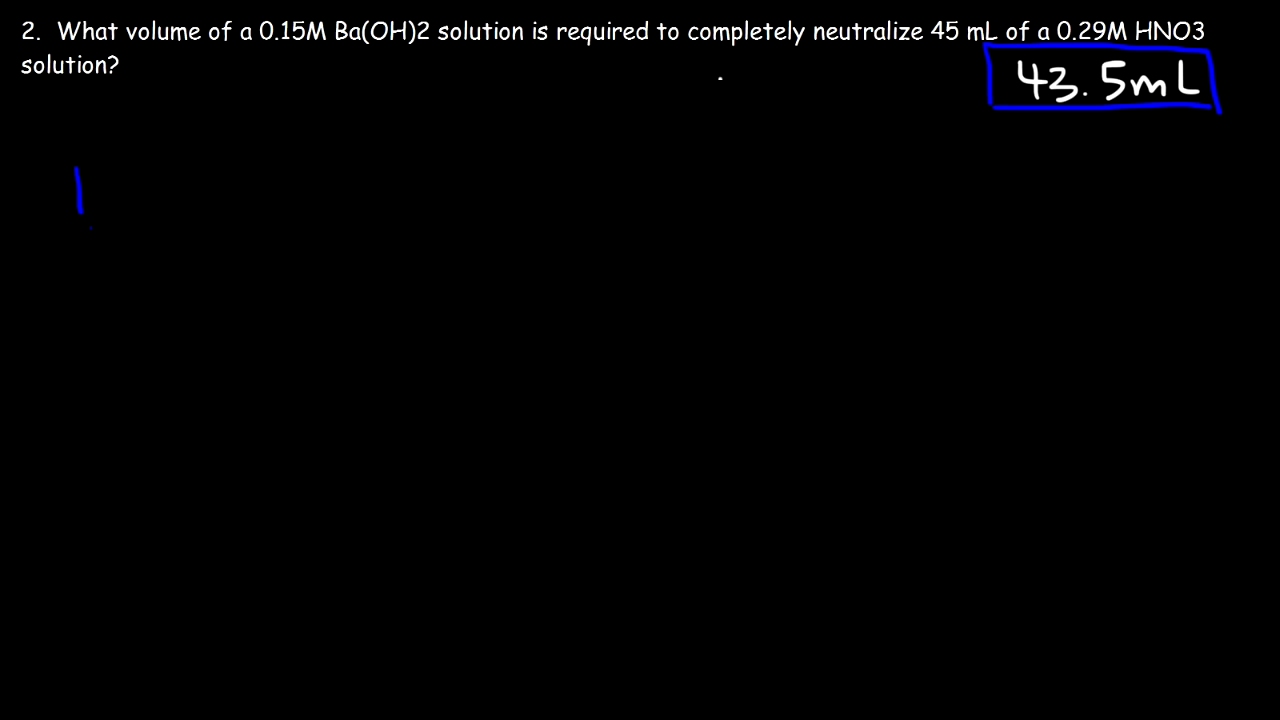 2. What volume of a 0.15M Ba(OH)2 solution is required to completely neutralize 45 mL of a 0.29M HNO3
solution?
43.5mL